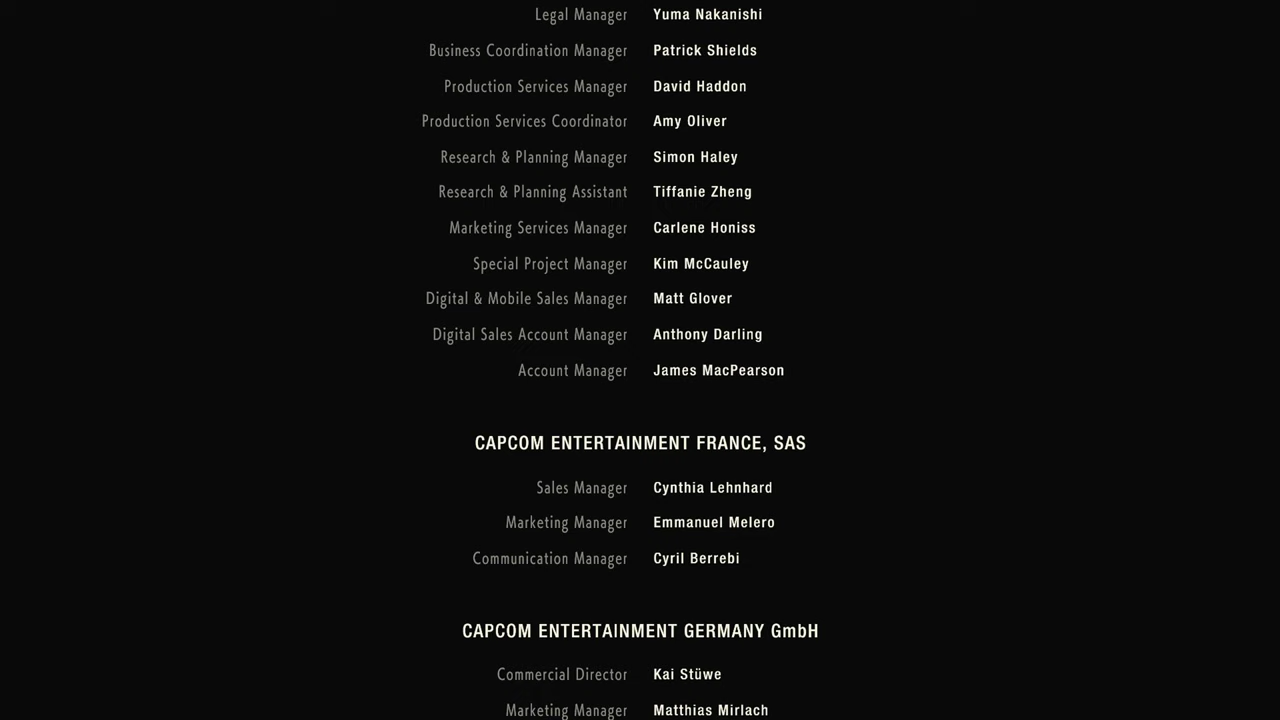 Legal Manager Yuma Nakanishi
Business Coordination Manager Patrick Shields
Production Services Manager David Haddon
Production Services Coordinator Amy Oliver
Research & Planning Manager Simon Haley
Research & Planning Assistant Tiffanie Zheng
Marketing Services Manager Carlene Honiss
Special Project Manager Kim McCauley
Digital & Mobile Sales Manager Matt Glover
Digital Sales Account Manager Anthony Darling
Account Manager James MacPearson
CAPCOM ENTERTAINMENT FRANCE, SAS
Sales Manager Cynthia Lehnhard
Marketing Manager Emmanuel Melero
Communication Manager Cyril Berrebi
CAPCOM ENTERTAINMENT GERMANY GmbH
Commercial Director Kai Stüwe
Marketing Manager Matthias Mirlach